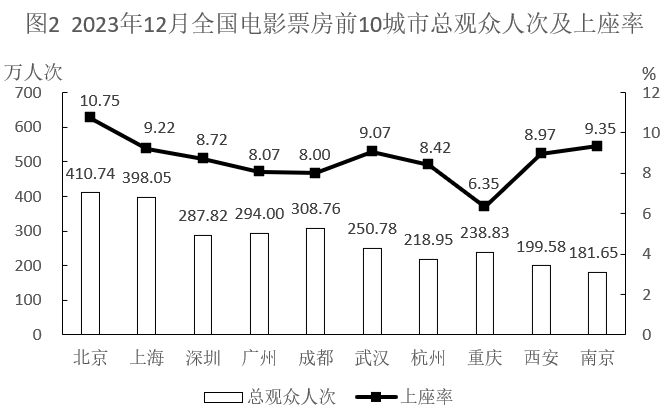 图2 2023年12月全国电影票房前10城市总观众人次及上座率
万人次 %
700 12
600 10
500 8
400 6
300 4
200 2
100 0
0
10.75 9.22 8.72 8.07 8.00 9.07 8.42 6.35 8.97 9.35
410.74 398.05 287.82 294.00 308.76 250.78 218.95 238.83 199.58 181.65
北京 上海 深圳 广州 成都 武汉 杭州 重庆 西安 南京
总观众人次 上座率